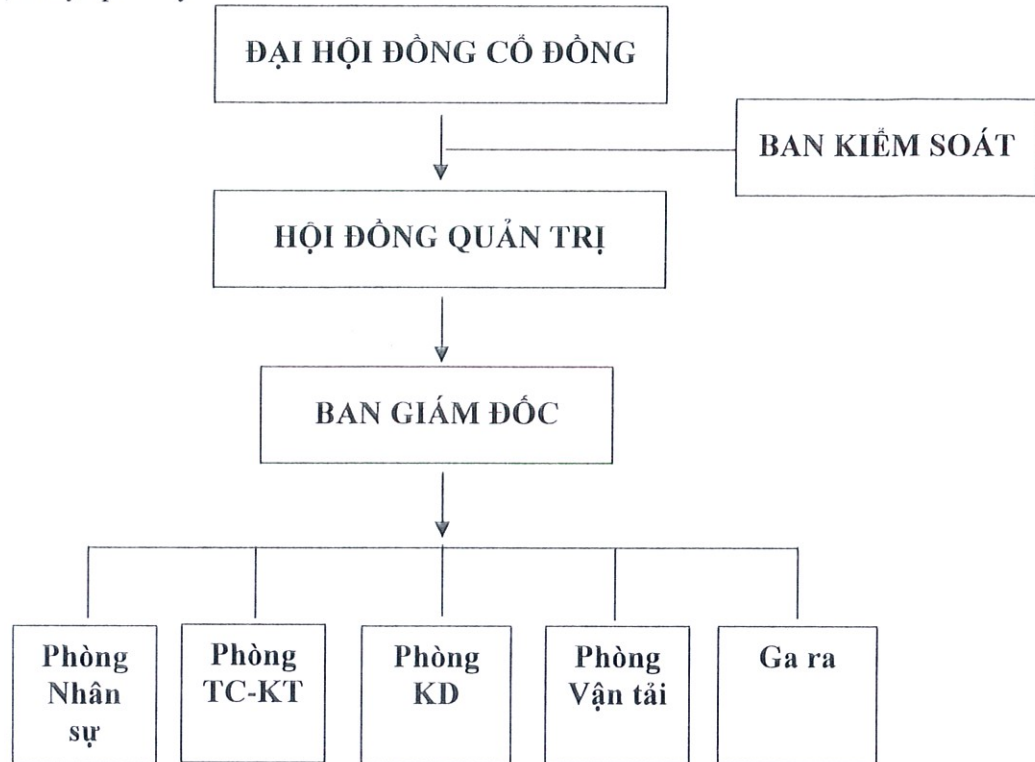 ĐẠI HỘI ĐỒNG CỔ ĐÔNG
BAN KIỂM SOÁT
HỘI ĐỒNG QUẢN TRỊ
BAN GIÁM ĐỐC
Phòng
Nhân
sự
Phòng
TC-KT
Phòng
KD
Phòng
Vận tải
Ga ra